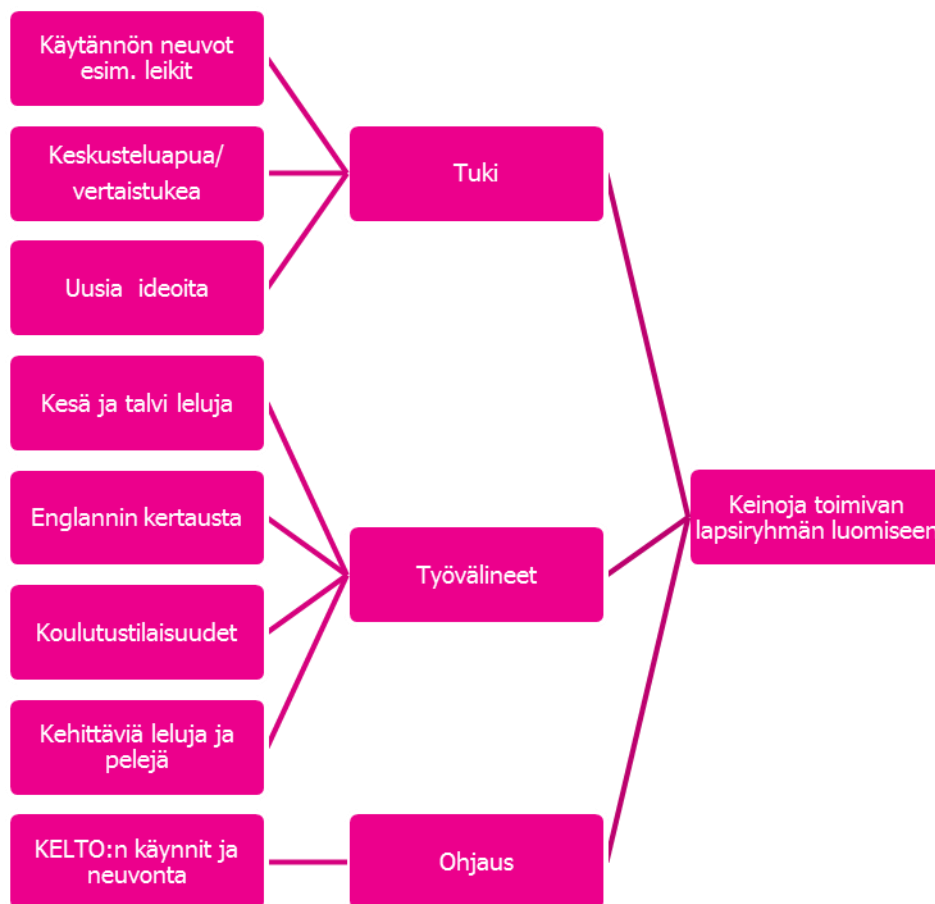 Käytännön neuvot
esim. leikit
Keskusteluapua/
vertaistukea
Uusia  ideoita
Kesä ja talvi leluja
Englannin kertausta
Koulutustilaisuudet
Kehittäviä leluja ja
pelejä
KELTO:n käynnit ja
neuvonta
Tuki
Työvälineet
Ohjaus
Keinoja toimivan
lapsiryhmän luomiseen